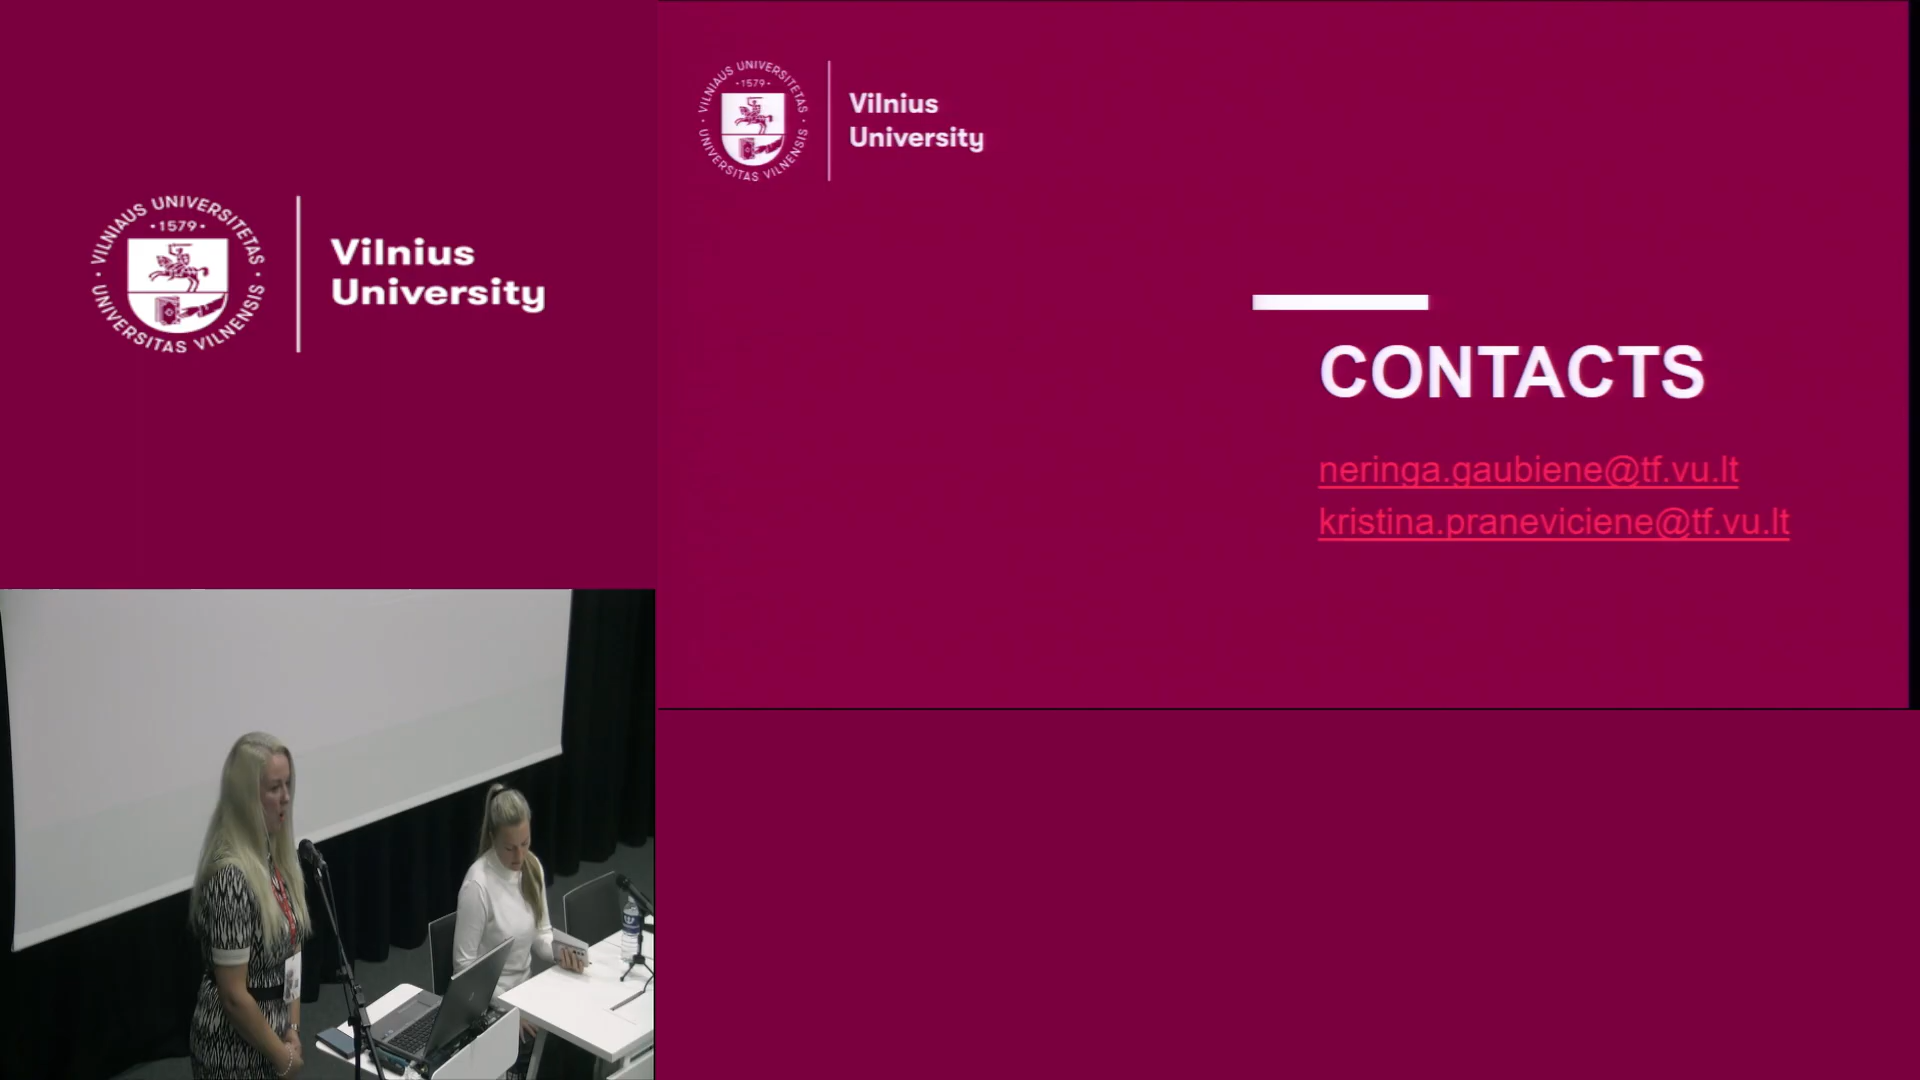 VILNIAUS UNIVERSITETAS
1579
UNIVERSITAS VILNENSIS
Vilnius
University
VILNIAUS UNIVERSITETAS
1579
UNIVERSITAS VILNENSIS
Vilnius
University
CONTACTS
neringa.gaubiene@tf.vu.lt
kristina.praneviciene@tf.vu.lt